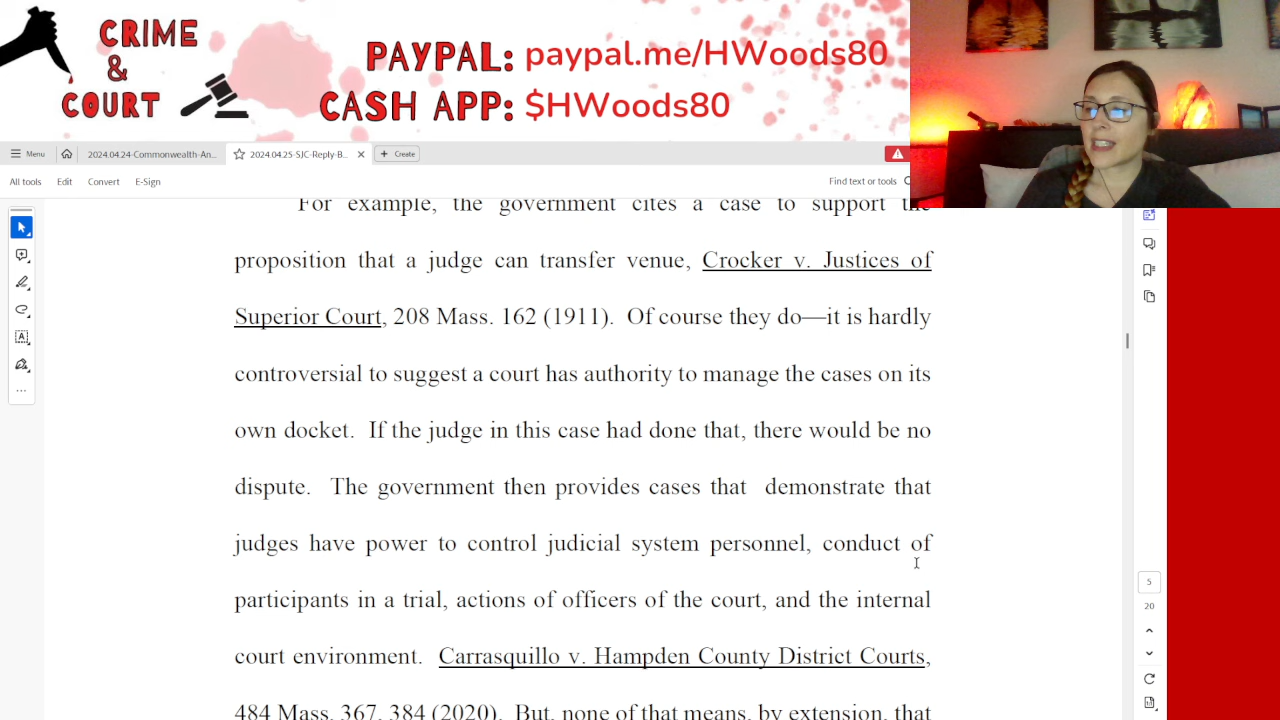 CRIME
&
COURT
PAYPAL: paypal.me/HWoods80
CASH APP: $HWoods80
Menu
2024.04.24-Commonwealth-An...
2024.04.25-SJC-Reply-B...
Create
All tools
Edit
Convert
E-Sign
Find text or tools
For example, the government cites a case to support the
proposition that a judge can transfer venue, Crocker v. Justices of
Superior Court, 208 Mass. 162 (1911). Of course they do—it is hardly
controversial to suggest a court has authority to manage the cases on its
own docket. If the judge in this case had done that, there would be no
dispute. The government then provides cases that demonstrate that
judges have power to control judicial system personnel, conduct of
participants in a trial, actions of officers of the court, and the internal
court environment. Carrasquillo v. Hampden County District Courts,
484 Mass. 367, 384 (2020). But, none of that means, by extension, that
5
20